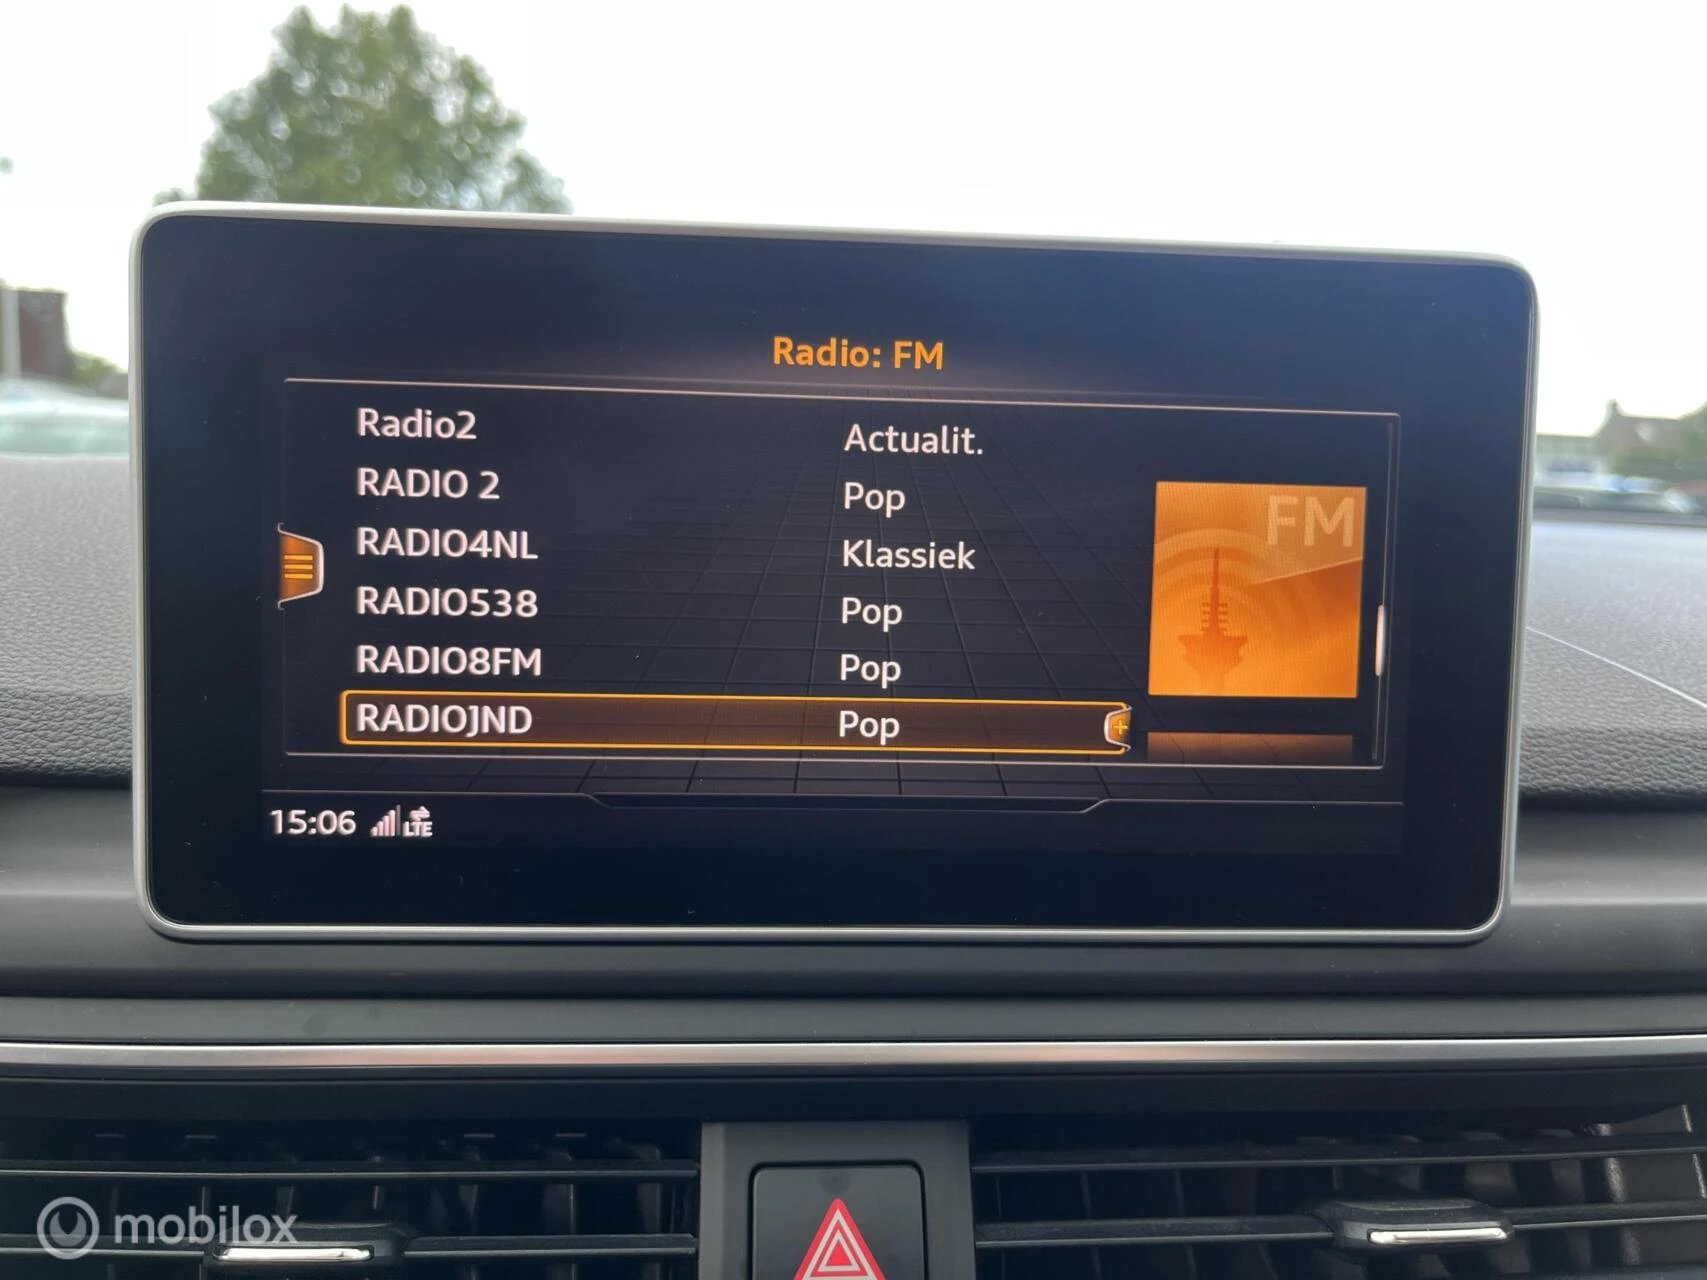 Radio: FM
Radio2 Actualit.
RADIO 2 Pop
RADIO4NL Klassiek
RADIO538 Pop
RADIO8FM Pop
RADIOJND Pop
FM
15:06 LTE
mobilox